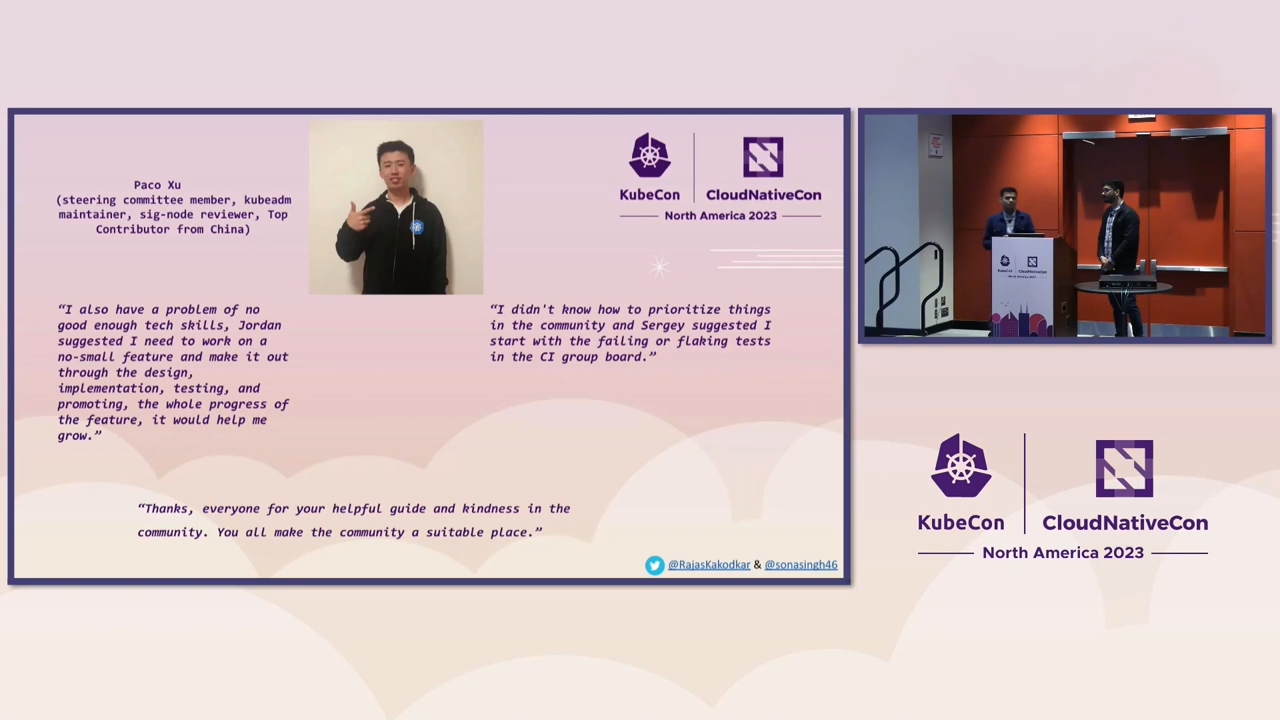 Paco Xu
(steering committee member, kubeadm
maintainer, sig-node reviewer, Top
Contributor from China)
KubeCon
CloudNativeCon
North America 2023
“I also have a problem of no
good enough tech skills, Jordan
suggested I need to work on a
no-small feature and make it out
through the design,
implementation, testing, and
promoting, the whole progress of
the feature, it would help me
grow.”
“I didn't know how to prioritize things
in the community and Sergey suggested I
start with the failing or flaking tests
in the CI group board.”
“Thanks, everyone for your helpful guide and kindness in the
community. You all make the community a suitable place.”
@RajasKakodkar & @sonasingh46
KubeCon
CloudNativeCon
North America 2023